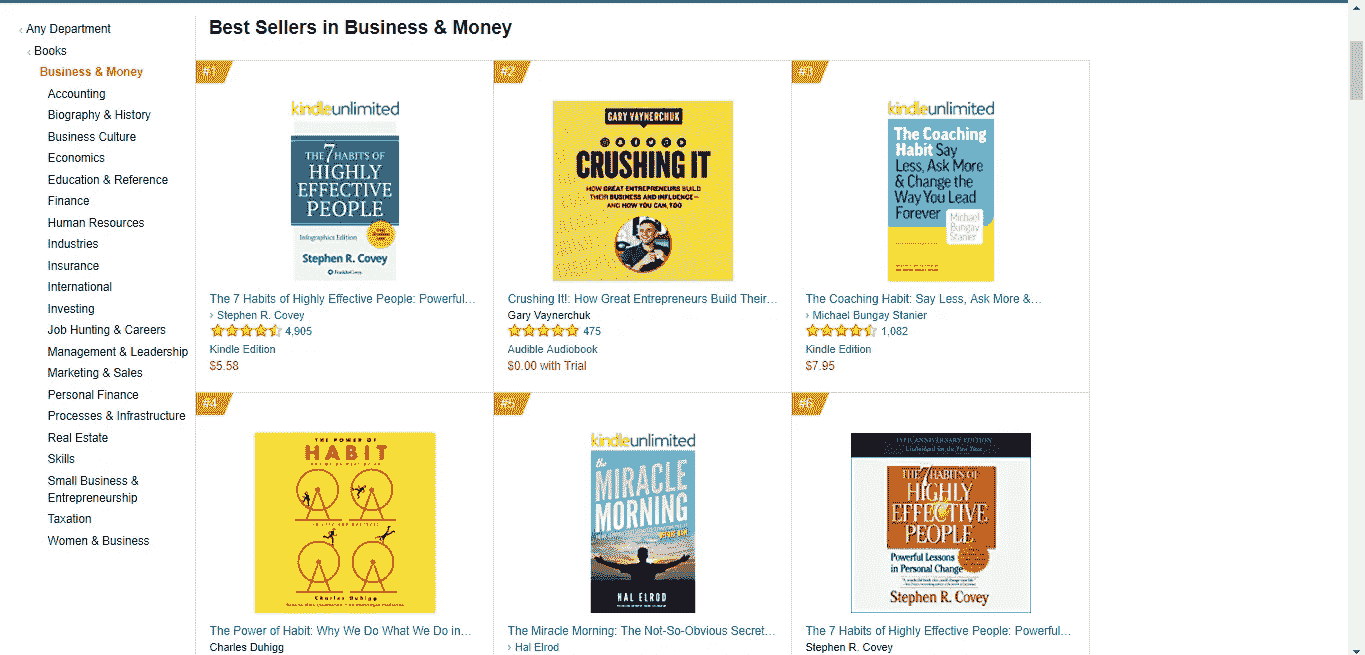 Any Department
Books
Business & Money
Accounting
Biography & History
Business Culture
Economics
Education & Reference
Finance
Human Resources
Industries
Insurance
International
Investing
Job Hunting & Careers
Management & Leadership
Marketing & Sales
Personal Finance
Processes & Infrastructure
Real Estate
Skills
Small Business &
Entrepreneurship
Taxation
Women & Business
Best Sellers in Business & Money
#1
kindleunlimited
THE 7 HABITS OF
HIGHLY
EFFECTIVE
PEOPLE
Infographics Edition
Stephen R. Covey
FranklinCovey
The 7 Habits of Highly Effective People: Powerful...
Stephen R. Covey
4,905
Kindle Edition
$5.58
#2
GARY VAYNERCHUK
CRUSHING IT!
HOW GREAT ENTREPRENEURS BUILD
THEIR BUSINESS AND INFLUENCE—
AND HOW YOU CAN, TOO
Crushing It!: How Great Entrepreneurs Build Their...
Gary Vaynerchuk
475
Audible Audiobook
$0.00 with Trial
#3
kindleunlimited
The Coaching
Habit Say
Less, Ask More
& Change the
Way You Lead
Forever
Michael
Bungay
Stanier
The Coaching Habit: Say Less, Ask More &...
Michael Bungay Stanier
1,082
Kindle Edition
$7.95
#4
THE POWER OF
HABIT
Charles Duhigg
The Power of Habit: Why We Do What We Do in...
Charles Duhigg
#5
kindleunlimited
the
MIRACLE
MORNING
HAL ELROD
The Miracle Morning: The Not-So-Obvious Secret...
Hal Elrod
#6
ANNIVERSARY EDITION
THE 7 HABITS OF
HIGHLY
EFFECTIVE
PEOPLE
Powerful Lessons
in Personal Change
Stephen R. Covey
The 7 Habits of Highly Effective People: Powerful...
Stephen R. Covey